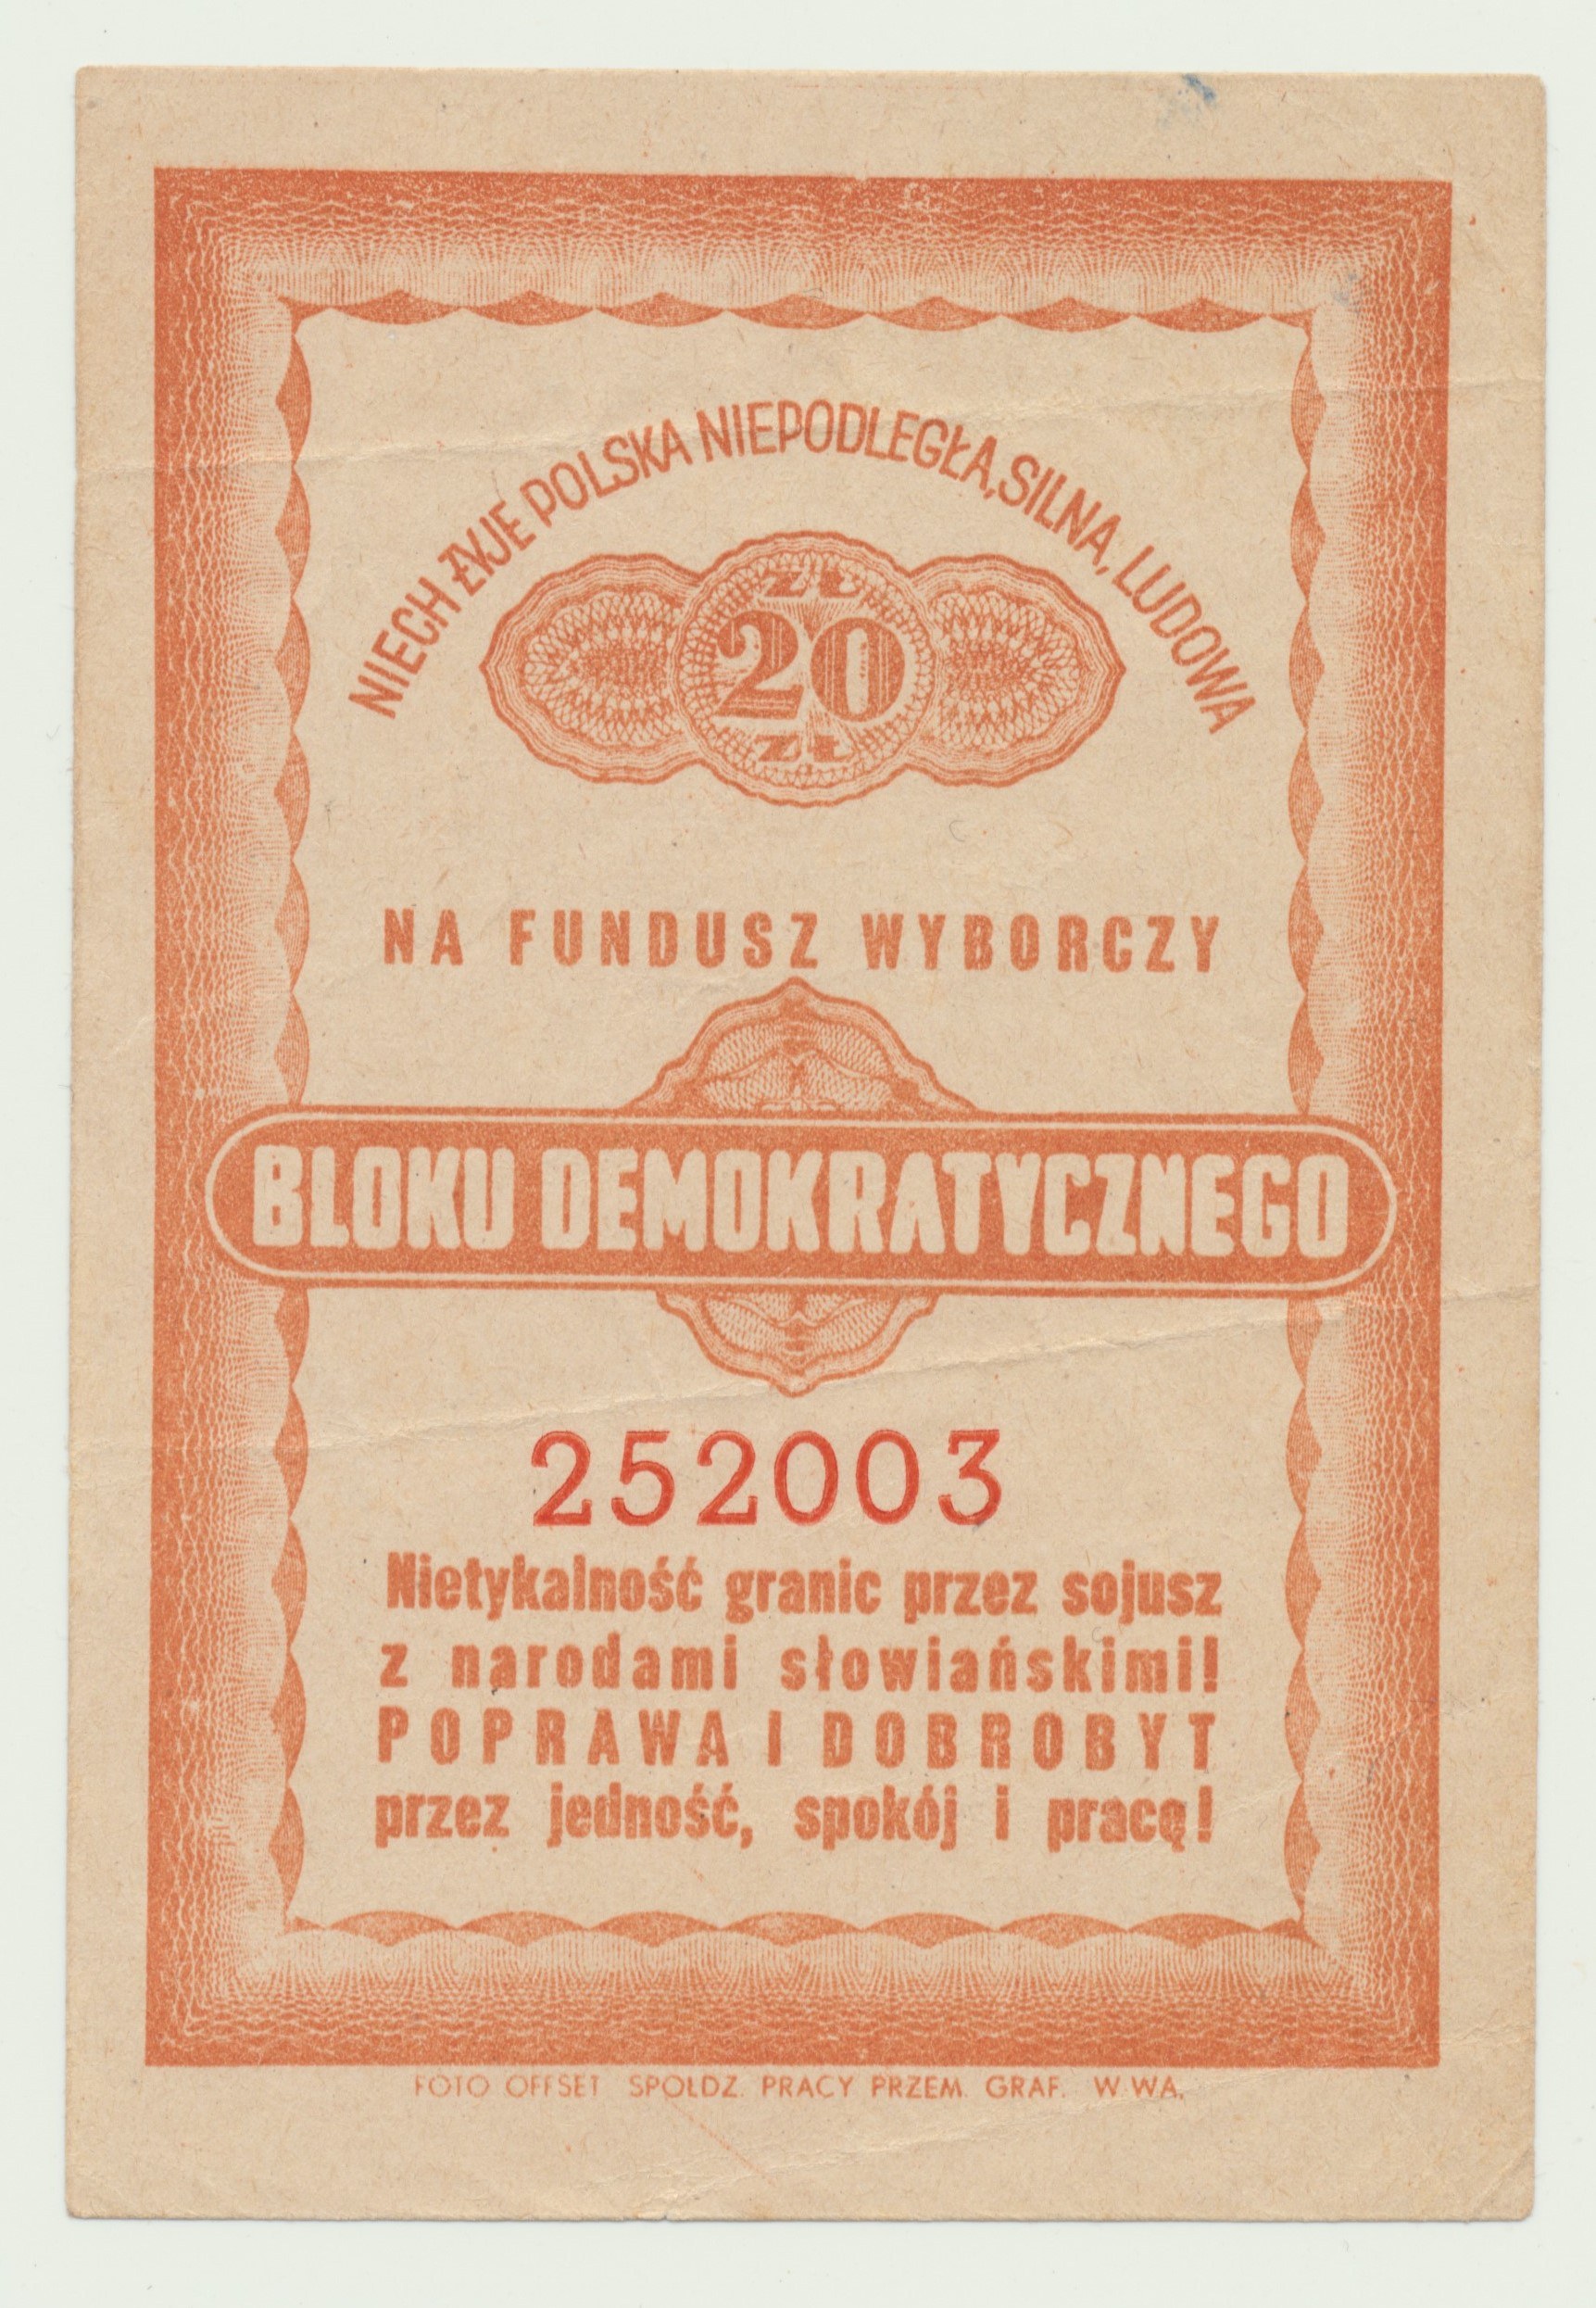 NIECH ŻYJE POLSKA NIEPODLEGŁA, SILNA, LUDOWA
zł
20
zł
NA FUNDUSZ WYBORCZY
BLOKU DEMOKRATYCZNEGO
252003
Nietykalność granic przez sojusz
z narodami słowiańskimi!
POPRAWA I DOBROBYT
przez jedność, spokój i pracę!
FOTO OFFSET SPOŁDZ. PRACY PRZEM. GRAF. W-WA.